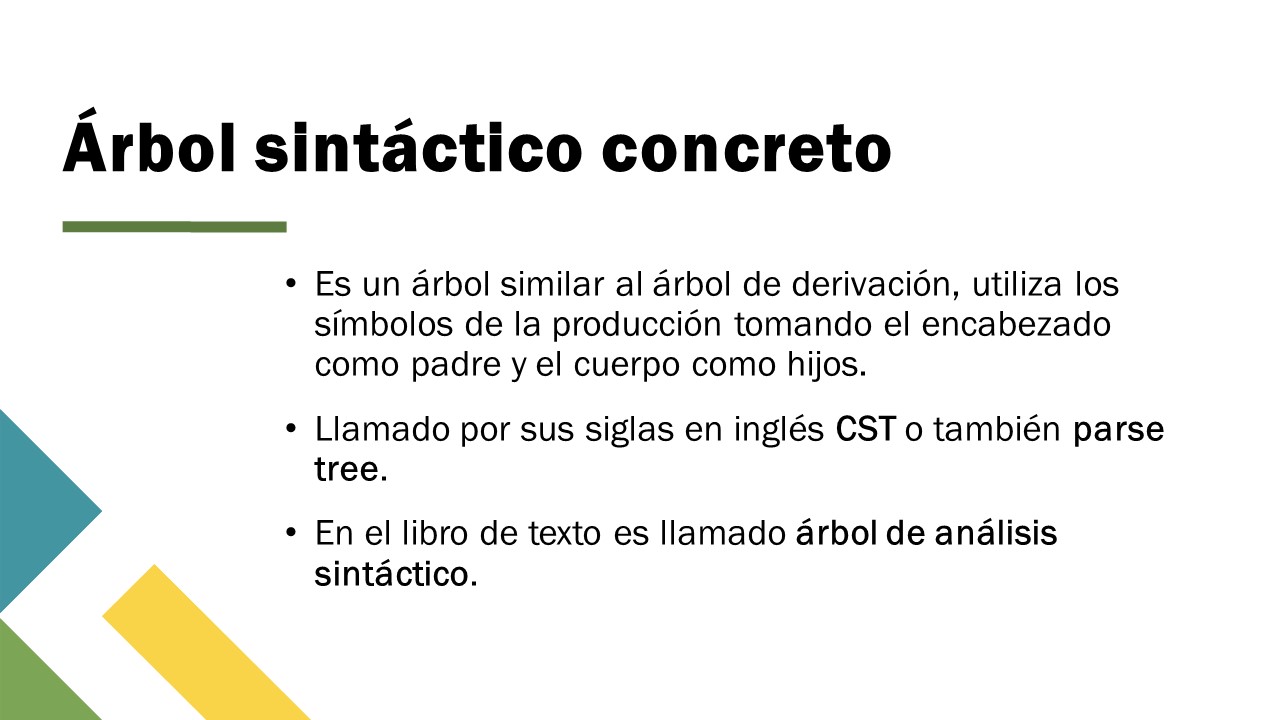 Árbol sintáctico concreto
• Es un árbol similar al árbol de derivación, utiliza los
símbolos de la producción tomando el encabezado
como padre y el cuerpo como hijos.
• Llamado por sus siglas en inglés CST o también parse
tree.
• En el libro de texto es llamado árbol de análisis
sintáctico.